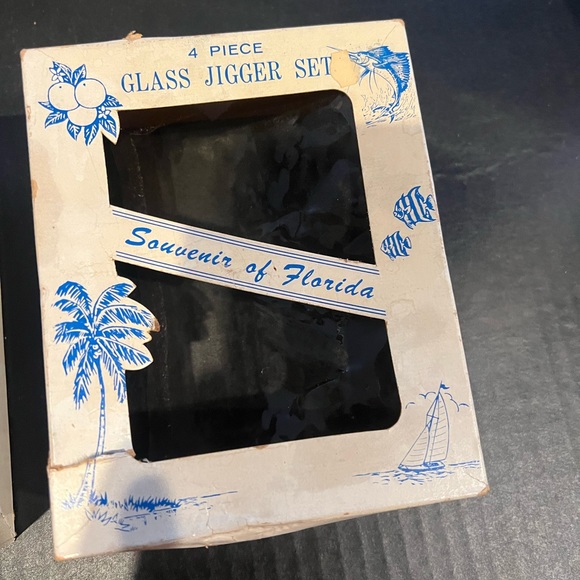 4 PIECE
GLASS JIGGER SET
Souvenir of Florida